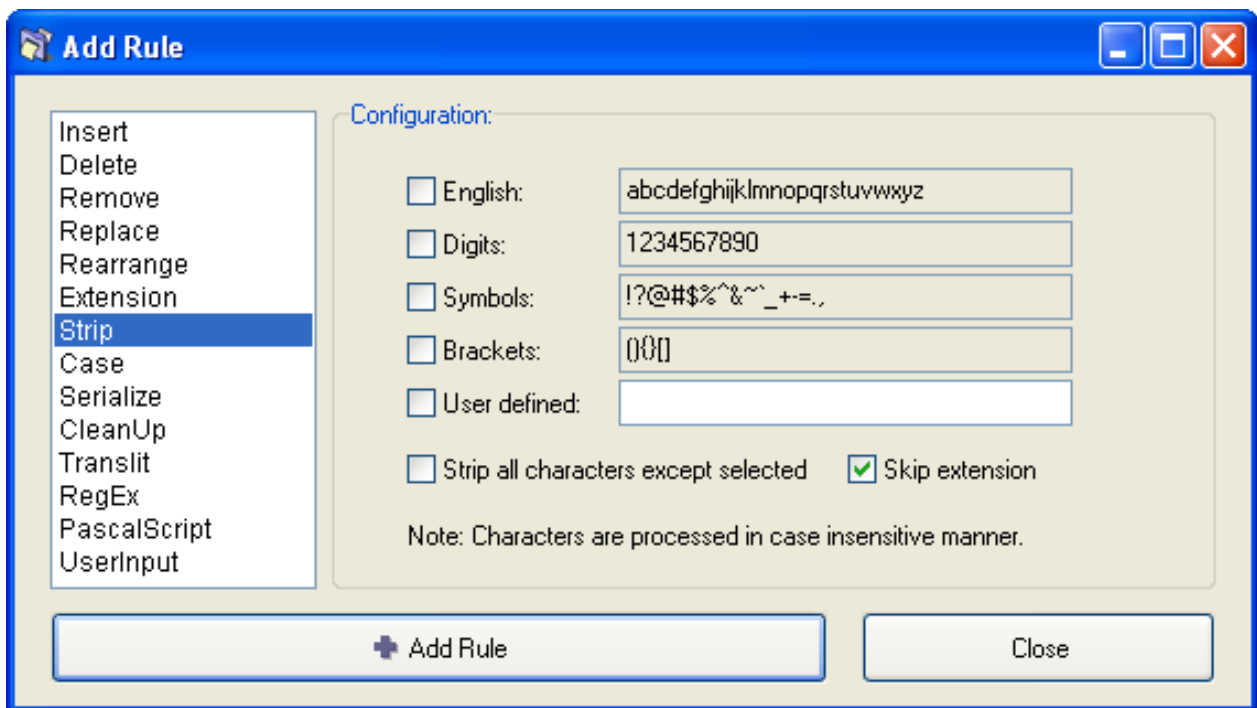 Add Rule
Insert
Delete
Remove
Replace
Rearrange
Extension
Strip
Case
Serialize
CleanUp
Translit
RegEx
PascalScript
UserInput
Configuration:
English: abcdefghijklmnopqrstuvwxyz
Digits: 1234567890
Symbols: !?@#$%^&~`_+-=.,
Brackets: (){}[]
User defined:
Strip all characters except selected Skip extension
Note: Characters are processed in case insensitive manner.
Add Rule Close